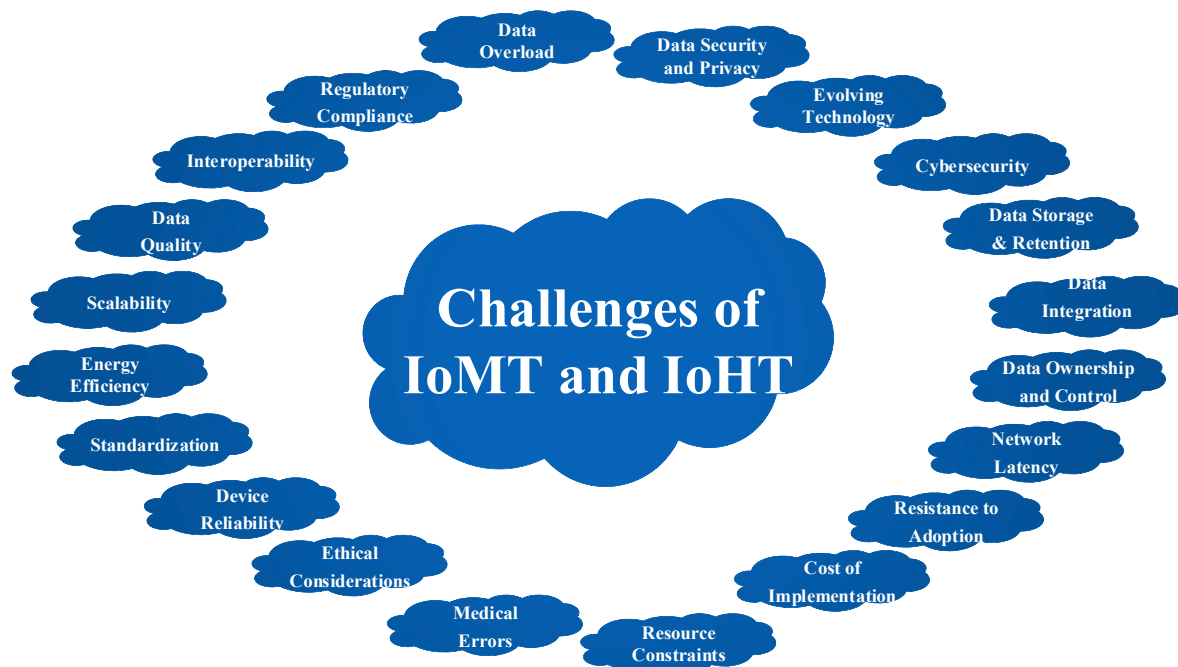 Data
Overload
Data Security
and Privacy
Regulatory
Compliance
Evolving
Technology
Interoperability
Cybersecurity
Data
Quality
Data Storage
& Retention
Scalability
Data
Integration
Challenges of
IoMT and IoHT
Energy
Efficiency
Data Ownership
and Control
Standardization
Network
Latency
Device
Reliability
Resistance to
Adoption
Ethical
Considerations
Cost of
Implementation
Medical
Errors
Resource
Constraints